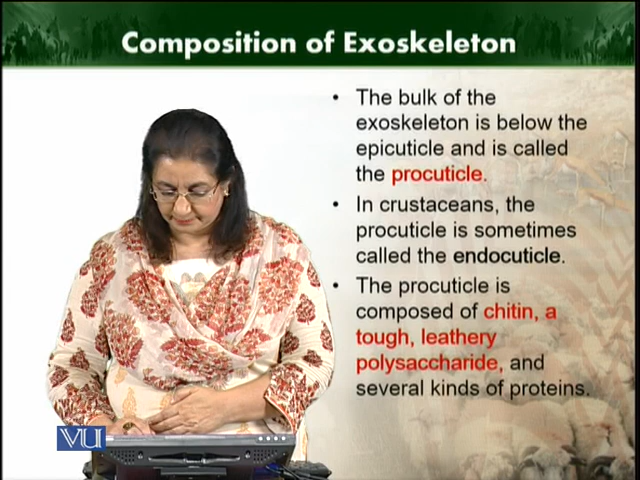 Composition of Exoskeleton
• The bulk of the
exoskeleton is below the
epicuticle and is called
the procuticle.
• In crustaceans, the
procuticle is sometimes
called the endocuticle.
• The procuticle is
composed of chitin, a
tough, leathery
polysaccharide, and
several kinds of proteins.
VU